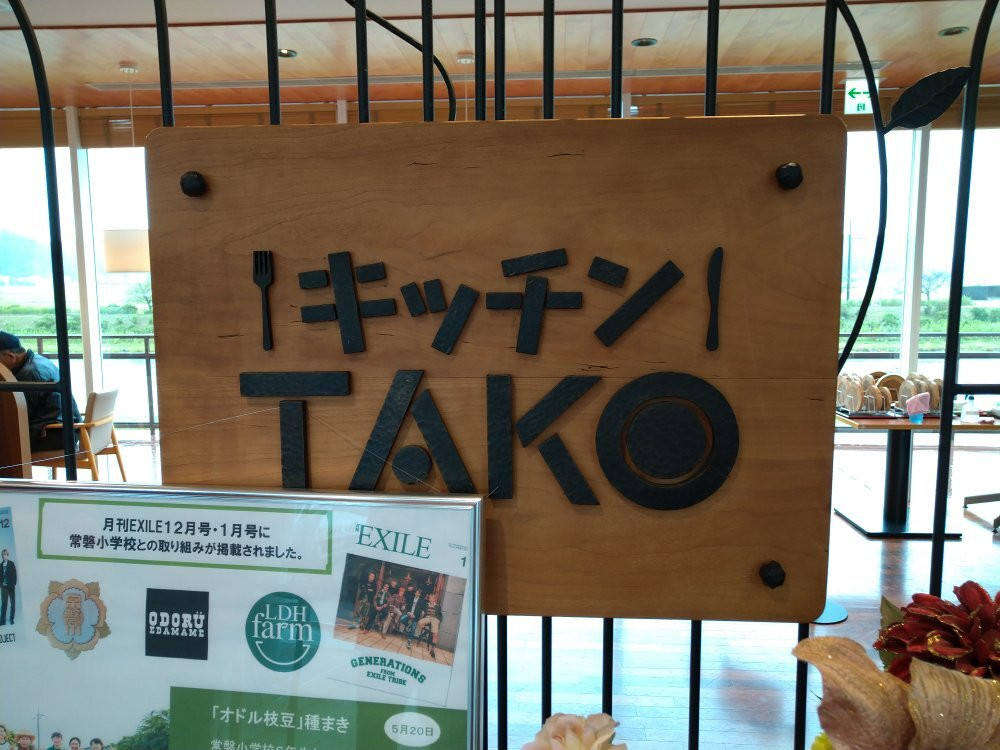 キッチン
TAKO
月刊EXILE12月号・1月号に
常磐小学校との取り組みが掲載されました。
12
EXILE
1
ODORU
EDAMAME
LDH
farm
GENERATIONS
FROM
EXILE TRIBE
「オドル枝豆」種まき
5月20日